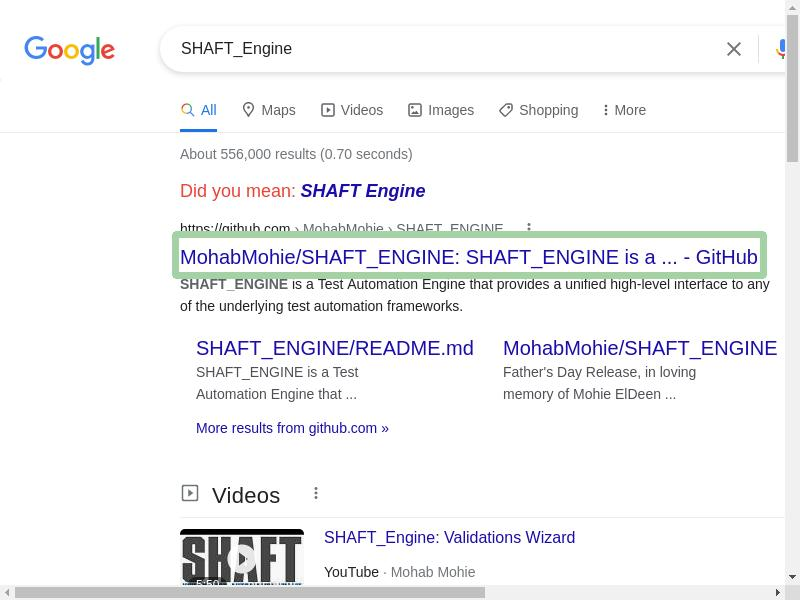 Google
SHAFT_Engine
All Maps Videos Images Shopping More
About 556,000 results (0.70 seconds)
Did you mean: SHAFT Engine
https://github.com › MohabMohie › SHAFT_ENGINE
MohabMohie/SHAFT_ENGINE: SHAFT_ENGINE is a ... - GitHub
SHAFT_ENGINE is a Test Automation Engine that provides a unified high-level interface to any
of the underlying test automation frameworks.
SHAFT_ENGINE/README.md
SHAFT_ENGINE is a Test
Automation Engine that ...
MohabMohie/SHAFT_ENGINE
Father's Day Release, in loving
memory of Mohie ElDeen ...
More results from github.com »
Videos
SHAFT
5:50
SHAFT_Engine: Validations Wizard
YouTube · Mohab Mohie